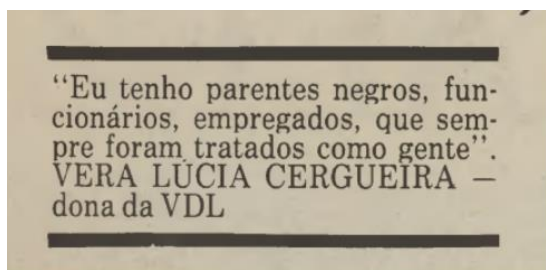 “Eu tenho parentes negros, fun-
cionários, empregados, que sem-
pre foram tratados como gente”.
VERA LÚCIA CERGUEIRA —
dona da VDL